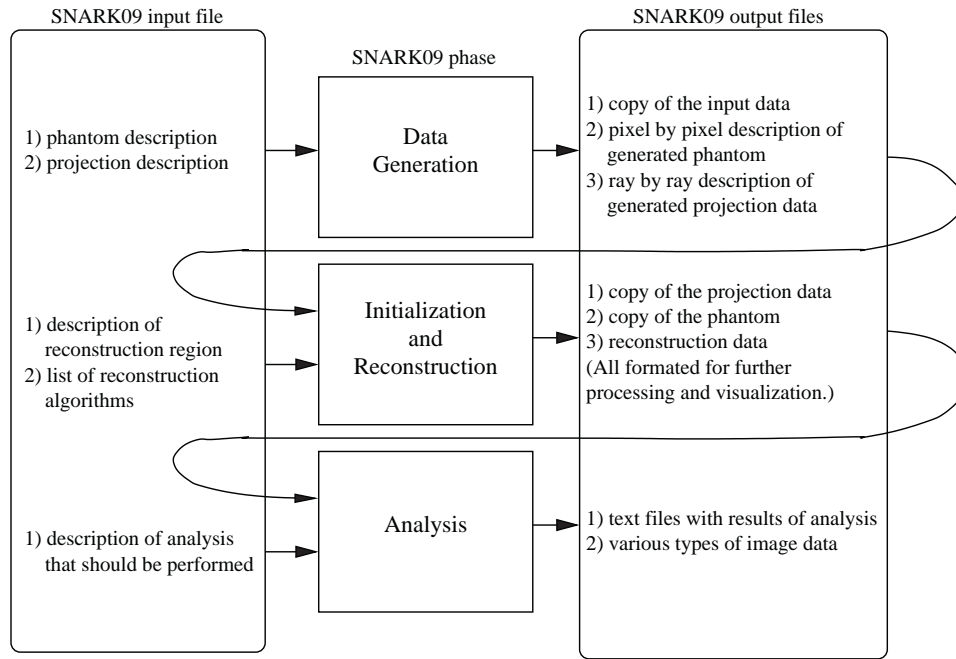 SNARK09 input file
SNARK09 phase
SNARK09 output files
1) phantom description
2) projection description
Data
Generation
1) copy of the input data
2) pixel by pixel description of
generated phantom
3) ray by ray description of
generated projection data
1) description of
reconstruction region
2) list of reconstruction
algorithms
Initialization
and
Reconstruction
1) copy of the projection data
2) copy of the phantom
3) reconstruction data
(All formated for further
processing and visualization.)
1) description of analysis
that should be performed
Analysis
1) text files with results of analysis
2) various types of image data